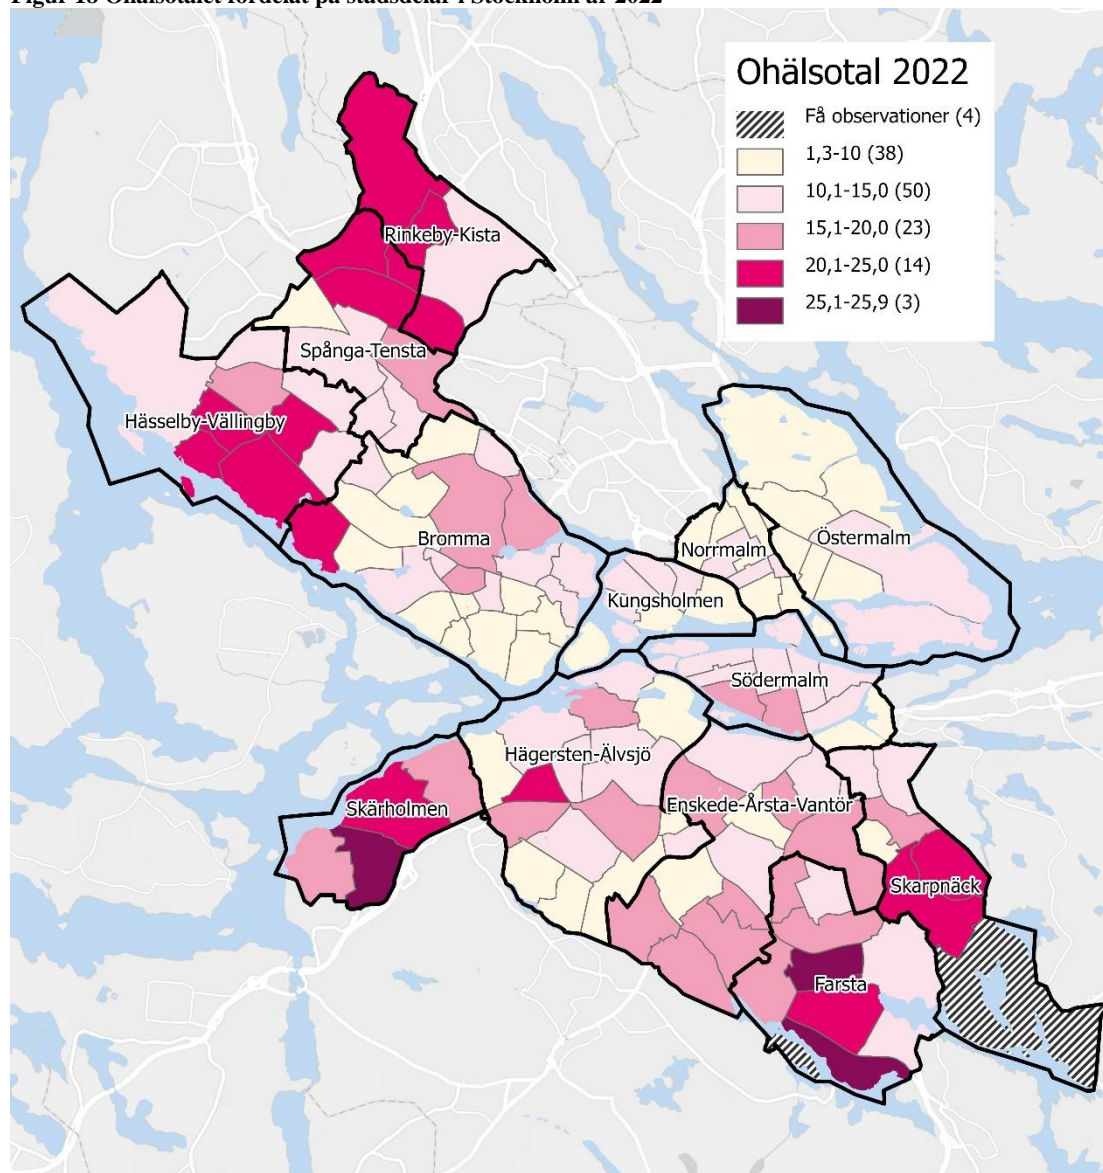 Figur 18 Ohälsotalet fördelat på stadsdelar i Stockholm år 2022
Ohälsotal 2022
Få observationer (4)
1,3-10 (38)
10,1-15,0 (50)
15,1-20,0 (23)
20,1-25,0 (14)
25,1-25,9 (3)
Rinkeby-Kista
Spånga-Tensta
Hässelby-Vällingby
Bromma
Östermalm
Norrmalm
Kungsholmen
Södermalm
Hägersten-Älvsjö
Skärholmen
Enskede-Årsta-Vantör
Skarpnäck
Farsta